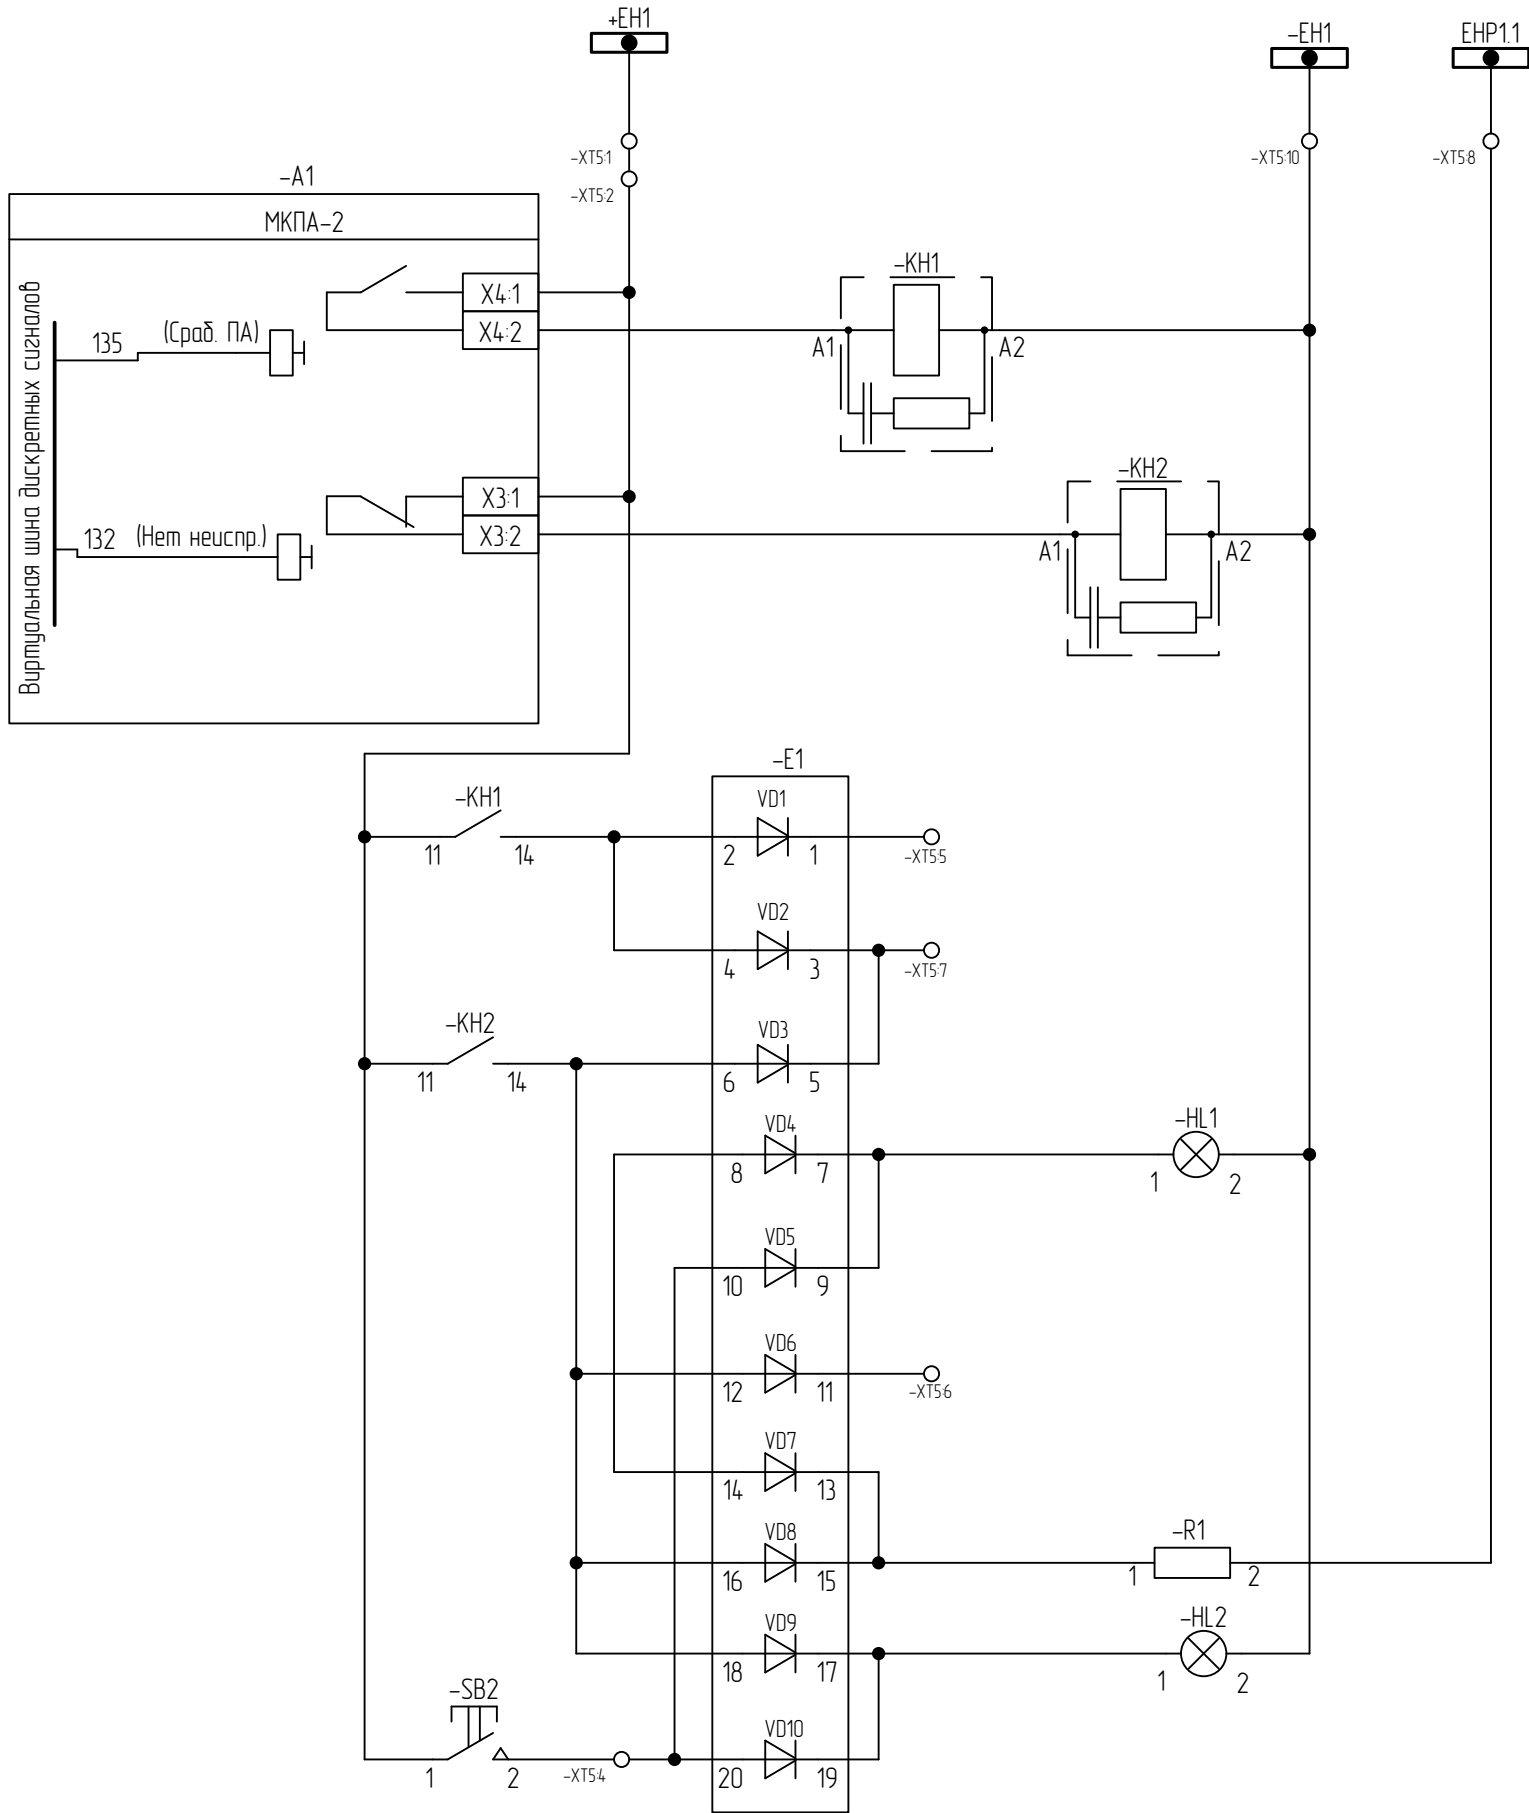 +EH1
-EH1
EHP1.1
-XT5:1
-XT5:2
-XT5:10
-XT5:8
-A1
МКПА-2
Виртуальная шина дискретных сигналов
135
(Сраб. ПА)
X4:1
X4:2
132
(Нет неиспр.)
X3:1
X3:2
-KH1
A1
A2
-KH2
A1
A2
-E1
-KH1
11
14
VD1
2
1
-XT5:5
VD2
4
3
-XT5:7
-KH2
11
14
VD3
6
5
VD4
8
7
-HL1
1
2
VD5
10
9
VD6
12
11
-XT5:6
VD7
14
13
VD8
16
15
-R1
1
2
VD9
18
17
-HL2
1
2
-SB2
1
2
-XT5:4
VD10
20
19